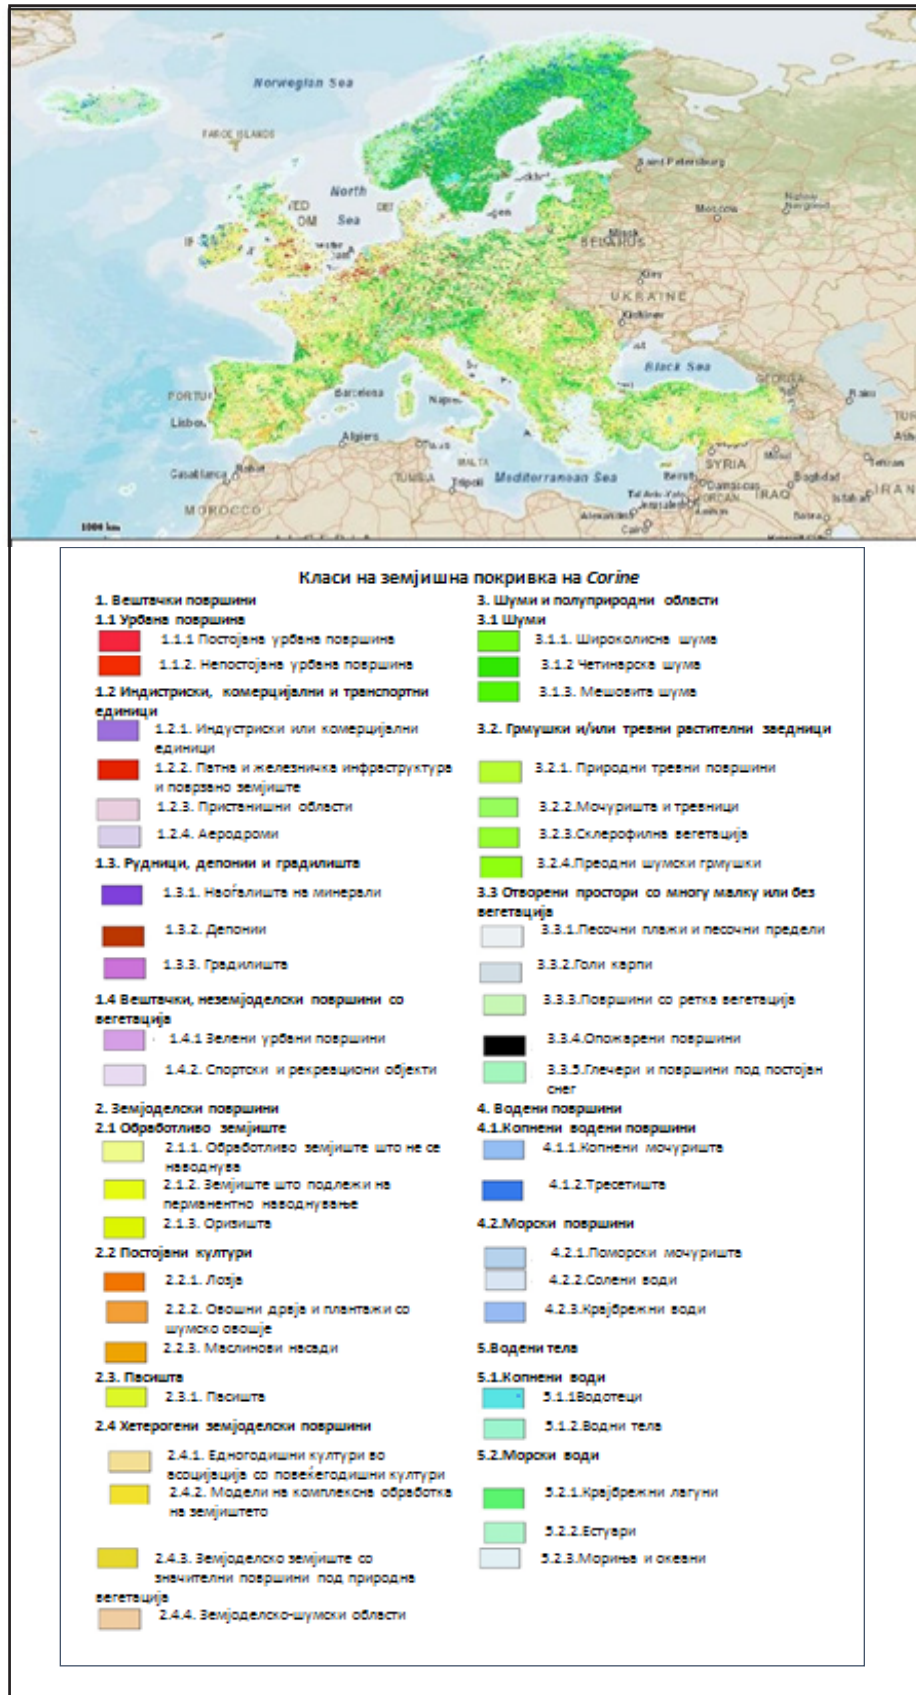 Norwegian Sea
FAROE ISLANDS
North
Sea
Saint Petersburg
Moscow
Minsk
BELARUS
Kiev
UKRAINE
Black Sea
GEORGIA
Baku
Barcelona
Algiers
Casablanca
Rabat
MOROCCO
TUNISIA
Tripoli
MALTA
Mediterranean Sea
SYRIA
Damascus
IRAQ
Baghdad
Tehran
IRAN
Cairo
1000 km
Класи на земјишна покривка на Corine
1. Вештачки површини
1.1 Урбана површина
1.1.1 Постојана урбана површина
1.1.2. Непостојана урбана површина
1.2 Индистриски, комерцијални и транспортни
единици
1.2.1. Индустриски или комерцијални
единици
1.2.2. Патна и железничка инфраструктура
и поврзано земјиште
1.2.3. Пристанишни области
1.2.4. Аеродроми
1.3. Рудници, депонии и градилишта
1.3.1. Наоѓалишта на минерали
1.3.2. Депонии
1.3.3. Градилишта
1.4 Вештачки, неземјоделски површини со
вегетација
1.4.1 Зелени урбани површини
1.4.2. Спортски и рекреациони објекти
2. Земјоделски површини
2.1 Обработливо земјиште
2.1.1. Обработливо земјиште што не се
наводнува
2.1.2. Земјиште што подлежи на
перманентно наводнување
2.1.3. Оризишта
2.2 Постојани култури
2.2.1. Лозја
2.2.2. Овошни дрвја и плантажи со
шумско овошје
2.2.3. Маслинови насади
2.3. Пасишта
2.3.1. Пасишта
2.4 Хетерогени земјоделски површини
2.4.1. Едногодишни култури во
асоцијација со повеќегодишни култури
2.4.2. Модели на комплексна обработка
на земјиштето
2.4.3. Земјоделско земјиште со
значителни површини под природна
вегетација
2.4.4. Земјоделско-шумски области
3. Шуми и полуприродни области
3.1 Шуми
3.1.1. Широколисна шума
3.1.2 Четинарска шума
3.1.3. Мешовита шума
3.2. Грмушки и/или тревни растителни заедници
3.2.1. Природни тревни површини
3.2.2.Мочуришта и тревници
3.2.3.Склерофилна вегетација
3.2.4.Преодни шумски грмушки
3.3 Отворени простори со многу малку или без
вегетација
3.3.1.Песочни плажи и песочни предели
3.3.2.Голи карпи
3.3.3.Површини со ретка вегетација
3.3.4.Опожарени површини
3.3.5.Глечери и површини под постојан
снег
4. Водени површини
4.1.Копнени водени површини
4.1.1.Копнени мочуришта
4.1.2.Тресетишта
4.2.Морски површини
4.2.1.Поморски мочуришта
4.2.2.Солени води
4.2.3.Крајбрежни води
5.Водени тела
5.1.Копнени води
5.1.1Водотеци
5.1.2.Водни тела
5.2.Морски води
5.2.1.Крајбрежни лагуни
5.2.2.Естуари
5.2.3.Мориња и океани